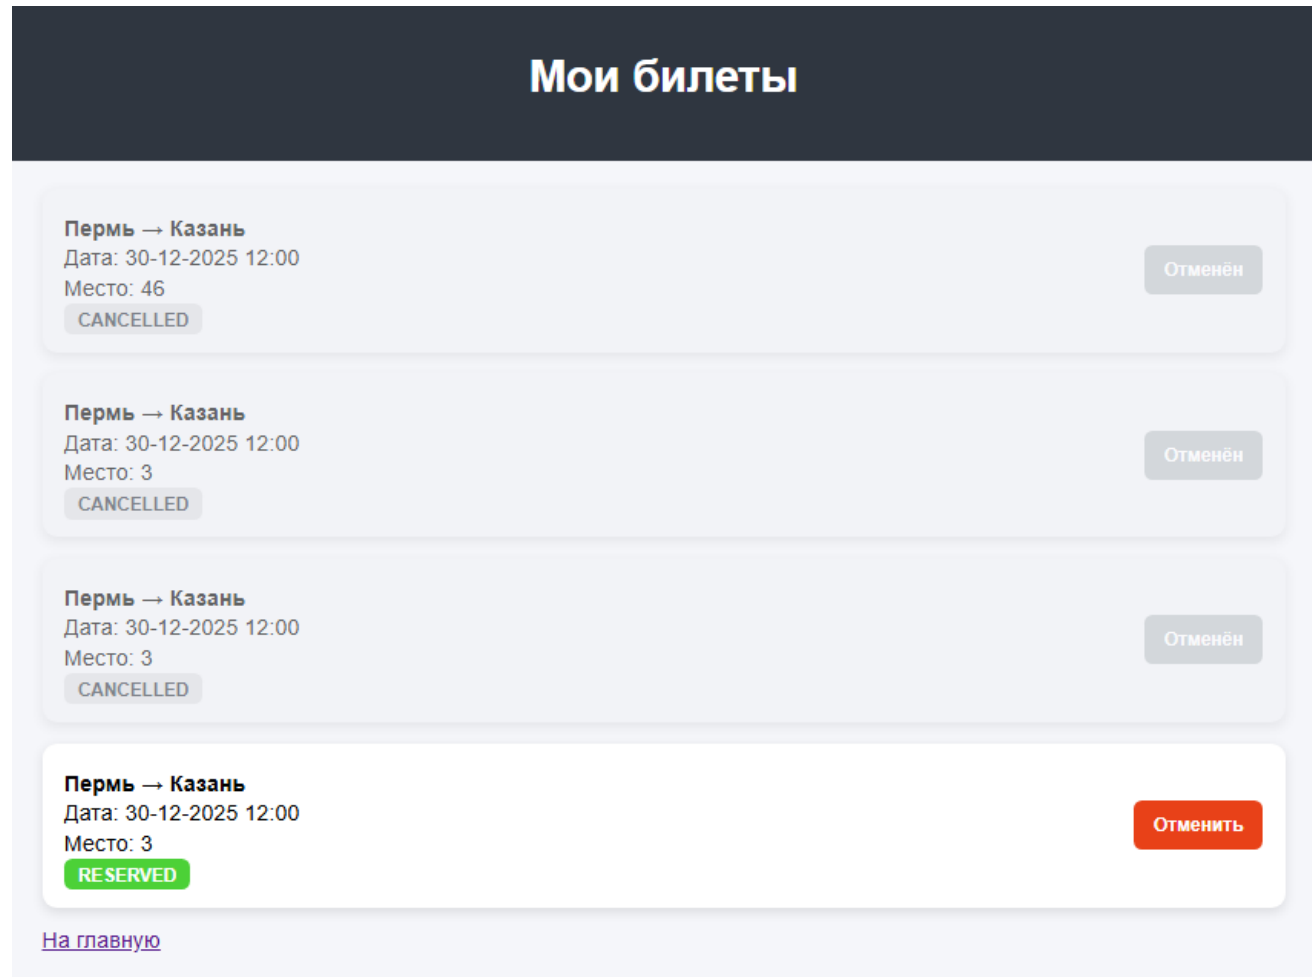 Мои билеты
Пермь → Казань
Дата: 30-12-2025 12:00
Место: 46
CANCELLED
Отменён
Пермь → Казань
Дата: 30-12-2025 12:00
Место: 3
CANCELLED
Отменён
Пермь → Казань
Дата: 30-12-2025 12:00
Место: 3
CANCELLED
Отменён
Пермь → Казань
Дата: 30-12-2025 12:00
Место: 3
RESERVED
Отменить
На главную